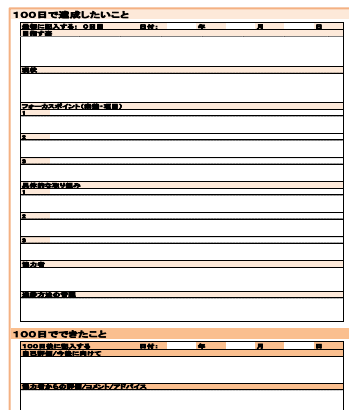 100日で達成したいこと
最初に記入する：0日目 日付： 年 月 日
目指す姿
現状
フォーカスポイント（奈機・項目）
1
2
3
具体的な取り組み
1
2
3
協力者
進捗方法の管理
100日でできたこと
100日後に記入する 日付： 年 月 日
自己評価/今後に向けて
協力者からの評価/コメント/アドバイス